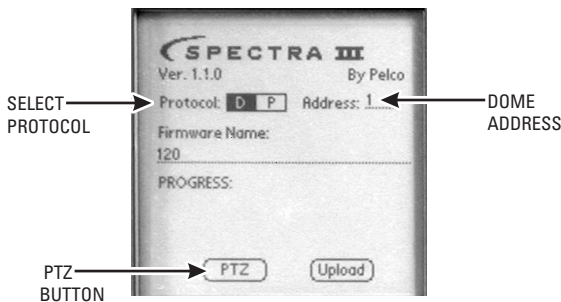 SPECTRA III
Ver. 1.1.0 By Pelco
SELECT PROTOCOL
Protocol: D P Address: 1
DOME ADDRESS
Firmware Name:
120
PROGRESS:
PTZ BUTTON
PTZ Upload